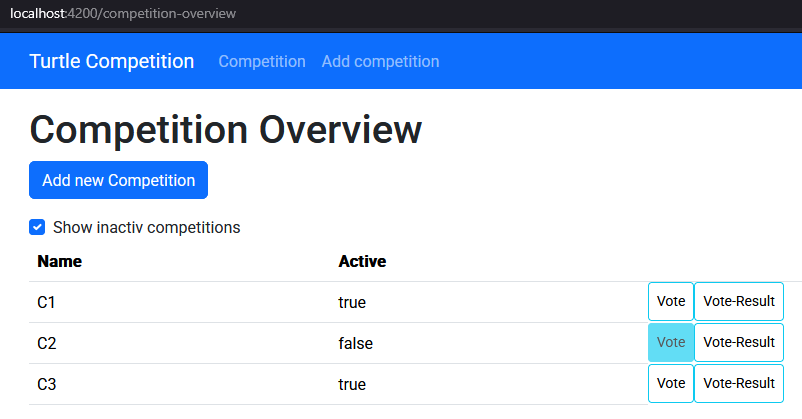 localhost:4200/competition-overview
Turtle Competition Competition Add competition
Competition Overview
Add new Competition
Show inactiv competitions
Name Active
C1 true Vote Vote-Result
C2 false Vote Vote-Result
C3 true Vote Vote-Result